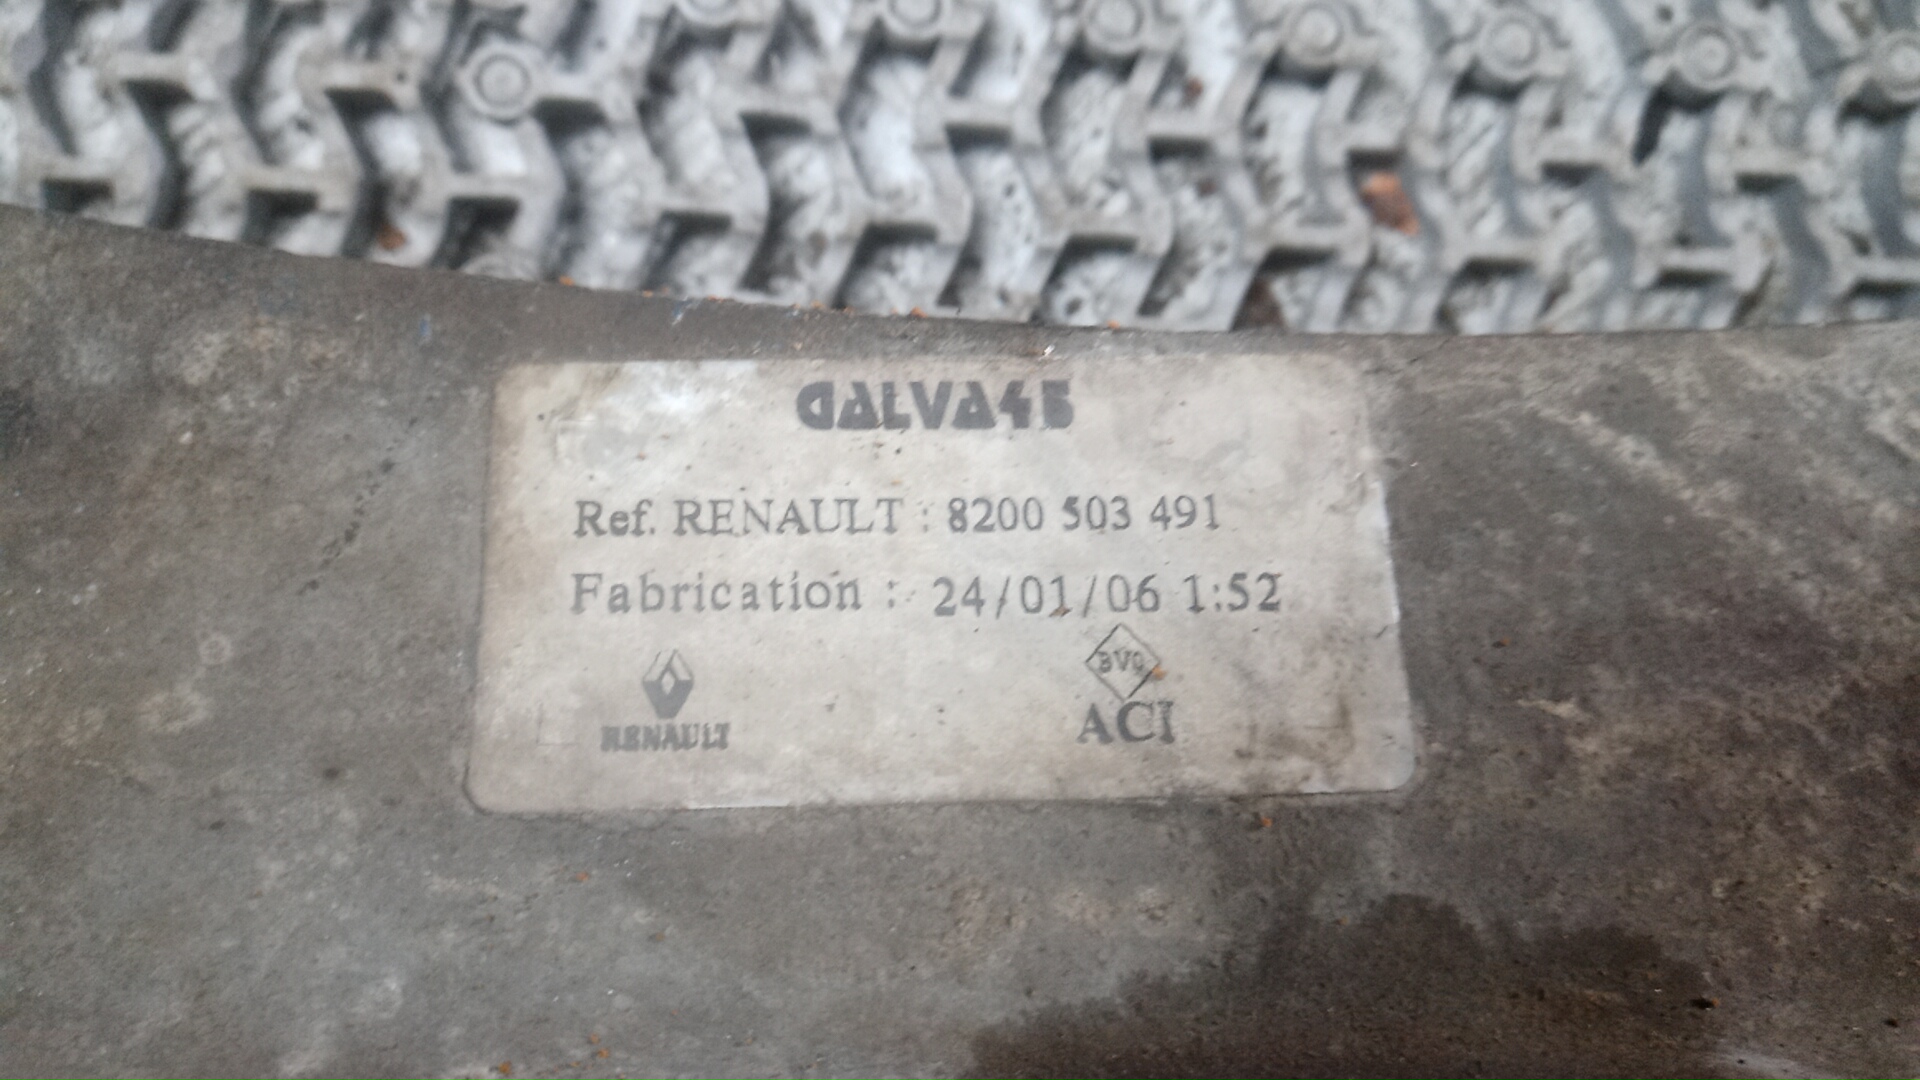 GALVA45
Ref. RENAULT : 8200 503 491
Fabrication : 24/01/06 1:52
BVQ
RENAULT
ACI